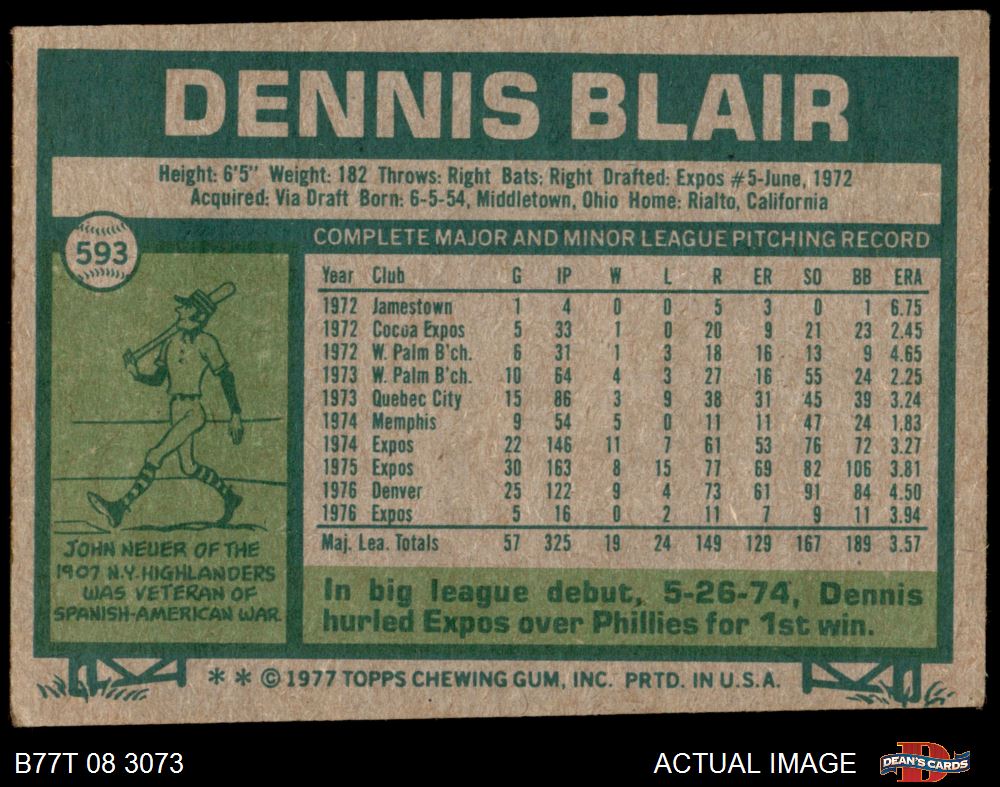 DENNIS BLAIR
Height: 6'5" Weight: 182 Throws: Right Bats: Right Drafted: Expos #5-June, 1972
Acquired: Via Draft Born: 6-5-54, Middletown, Ohio Home: Rialto, California
593
COMPLETE MAJOR AND MINOR LEAGUE PITCHING RECORD
Year Club G IP W L R ER SO BB ERA
1972 Jamestown 1 4 0 0 5 3 0 1 6.75
1972 Cocoa Expos 5 33 1 0 20 9 21 23 2.45
1972 W. Palm B'ch. 6 31 1 3 18 16 13 9 4.65
1973 W. Palm B'ch. 10 64 4 3 27 16 55 24 2.25
1973 Quebec City 15 86 3 9 38 31 45 39 3.24
1974 Memphis 9 54 5 0 11 11 47 24 1.83
1974 Expos 22 146 11 7 61 53 76 72 3.27
1975 Expos 30 163 8 15 77 69 82 106 3.81
1976 Denver 25 122 9 4 73 61 91 84 4.50
1976 Expos 5 16 0 2 11 7 9 11 3.94
Maj. Lea. Totals 57 325 19 24 149 129 167 189 3.57
JOHN NEUER OF THE
1907 N.Y. HIGHLANDERS
WAS VETERAN OF
SPANISH-AMERICAN WAR.
In big league debut, 5-26-74, Dennis
hurled Expos over Phillies for 1st win.
* * © 1977 TOPPS CHEWING GUM, INC. PRTD. IN U.S.A.
B77T 08 3073
ACTUAL IMAGE
DEAN'S CARDS